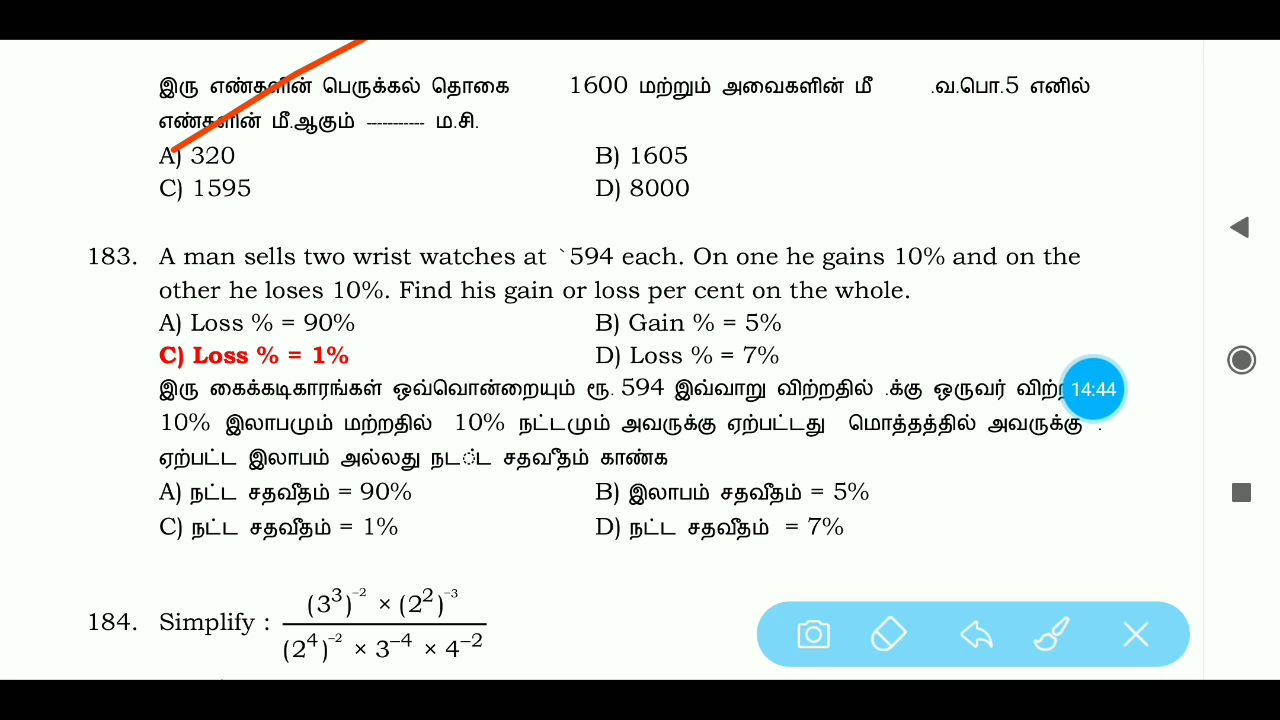 இரு எண்களின் பெருக்கல் தொகை 1600 மற்றும் அவைகளின் மீ .வ.பொ.5 எனில்
எண்களின் மீ.ஆகும் ----------- ம.சி.
A) 320 B) 1605
C) 1595 D) 8000
183. A man sells two wrist watches at `594 each. On one he gains 10% and on the
other he loses 10%. Find his gain or loss per cent on the whole.
A) Loss % = 90% B) Gain % = 5%
C) Loss % = 1% D) Loss % = 7%
இரு கைக்கடிகாரங்கள் ஒவ்வொன்றையும் ரூ. 594 இவ்வாறு விற்றதில் .க்கு ஒருவர் 14:44
10% இலாபமும் மற்றதில் 10% நட்டமும் அவருக்கு ஏற்பட்டது மொத்தத்தில் அவருக்கு .
ஏற்பட்ட இலாபம் அல்லது நட்ட சதவீதம் காண்க
A) நட்ட சதவீதம் = 90% B) இலாபம் சதவீதம் = 5%
C) நட்ட சதவீதம் = 1% D) நட்ட சதவீதம் = 7%
184. Simplify : (3³)⁻² × (2²)⁻³
(2⁴)⁻² × 3⁻⁴ × 4⁻²